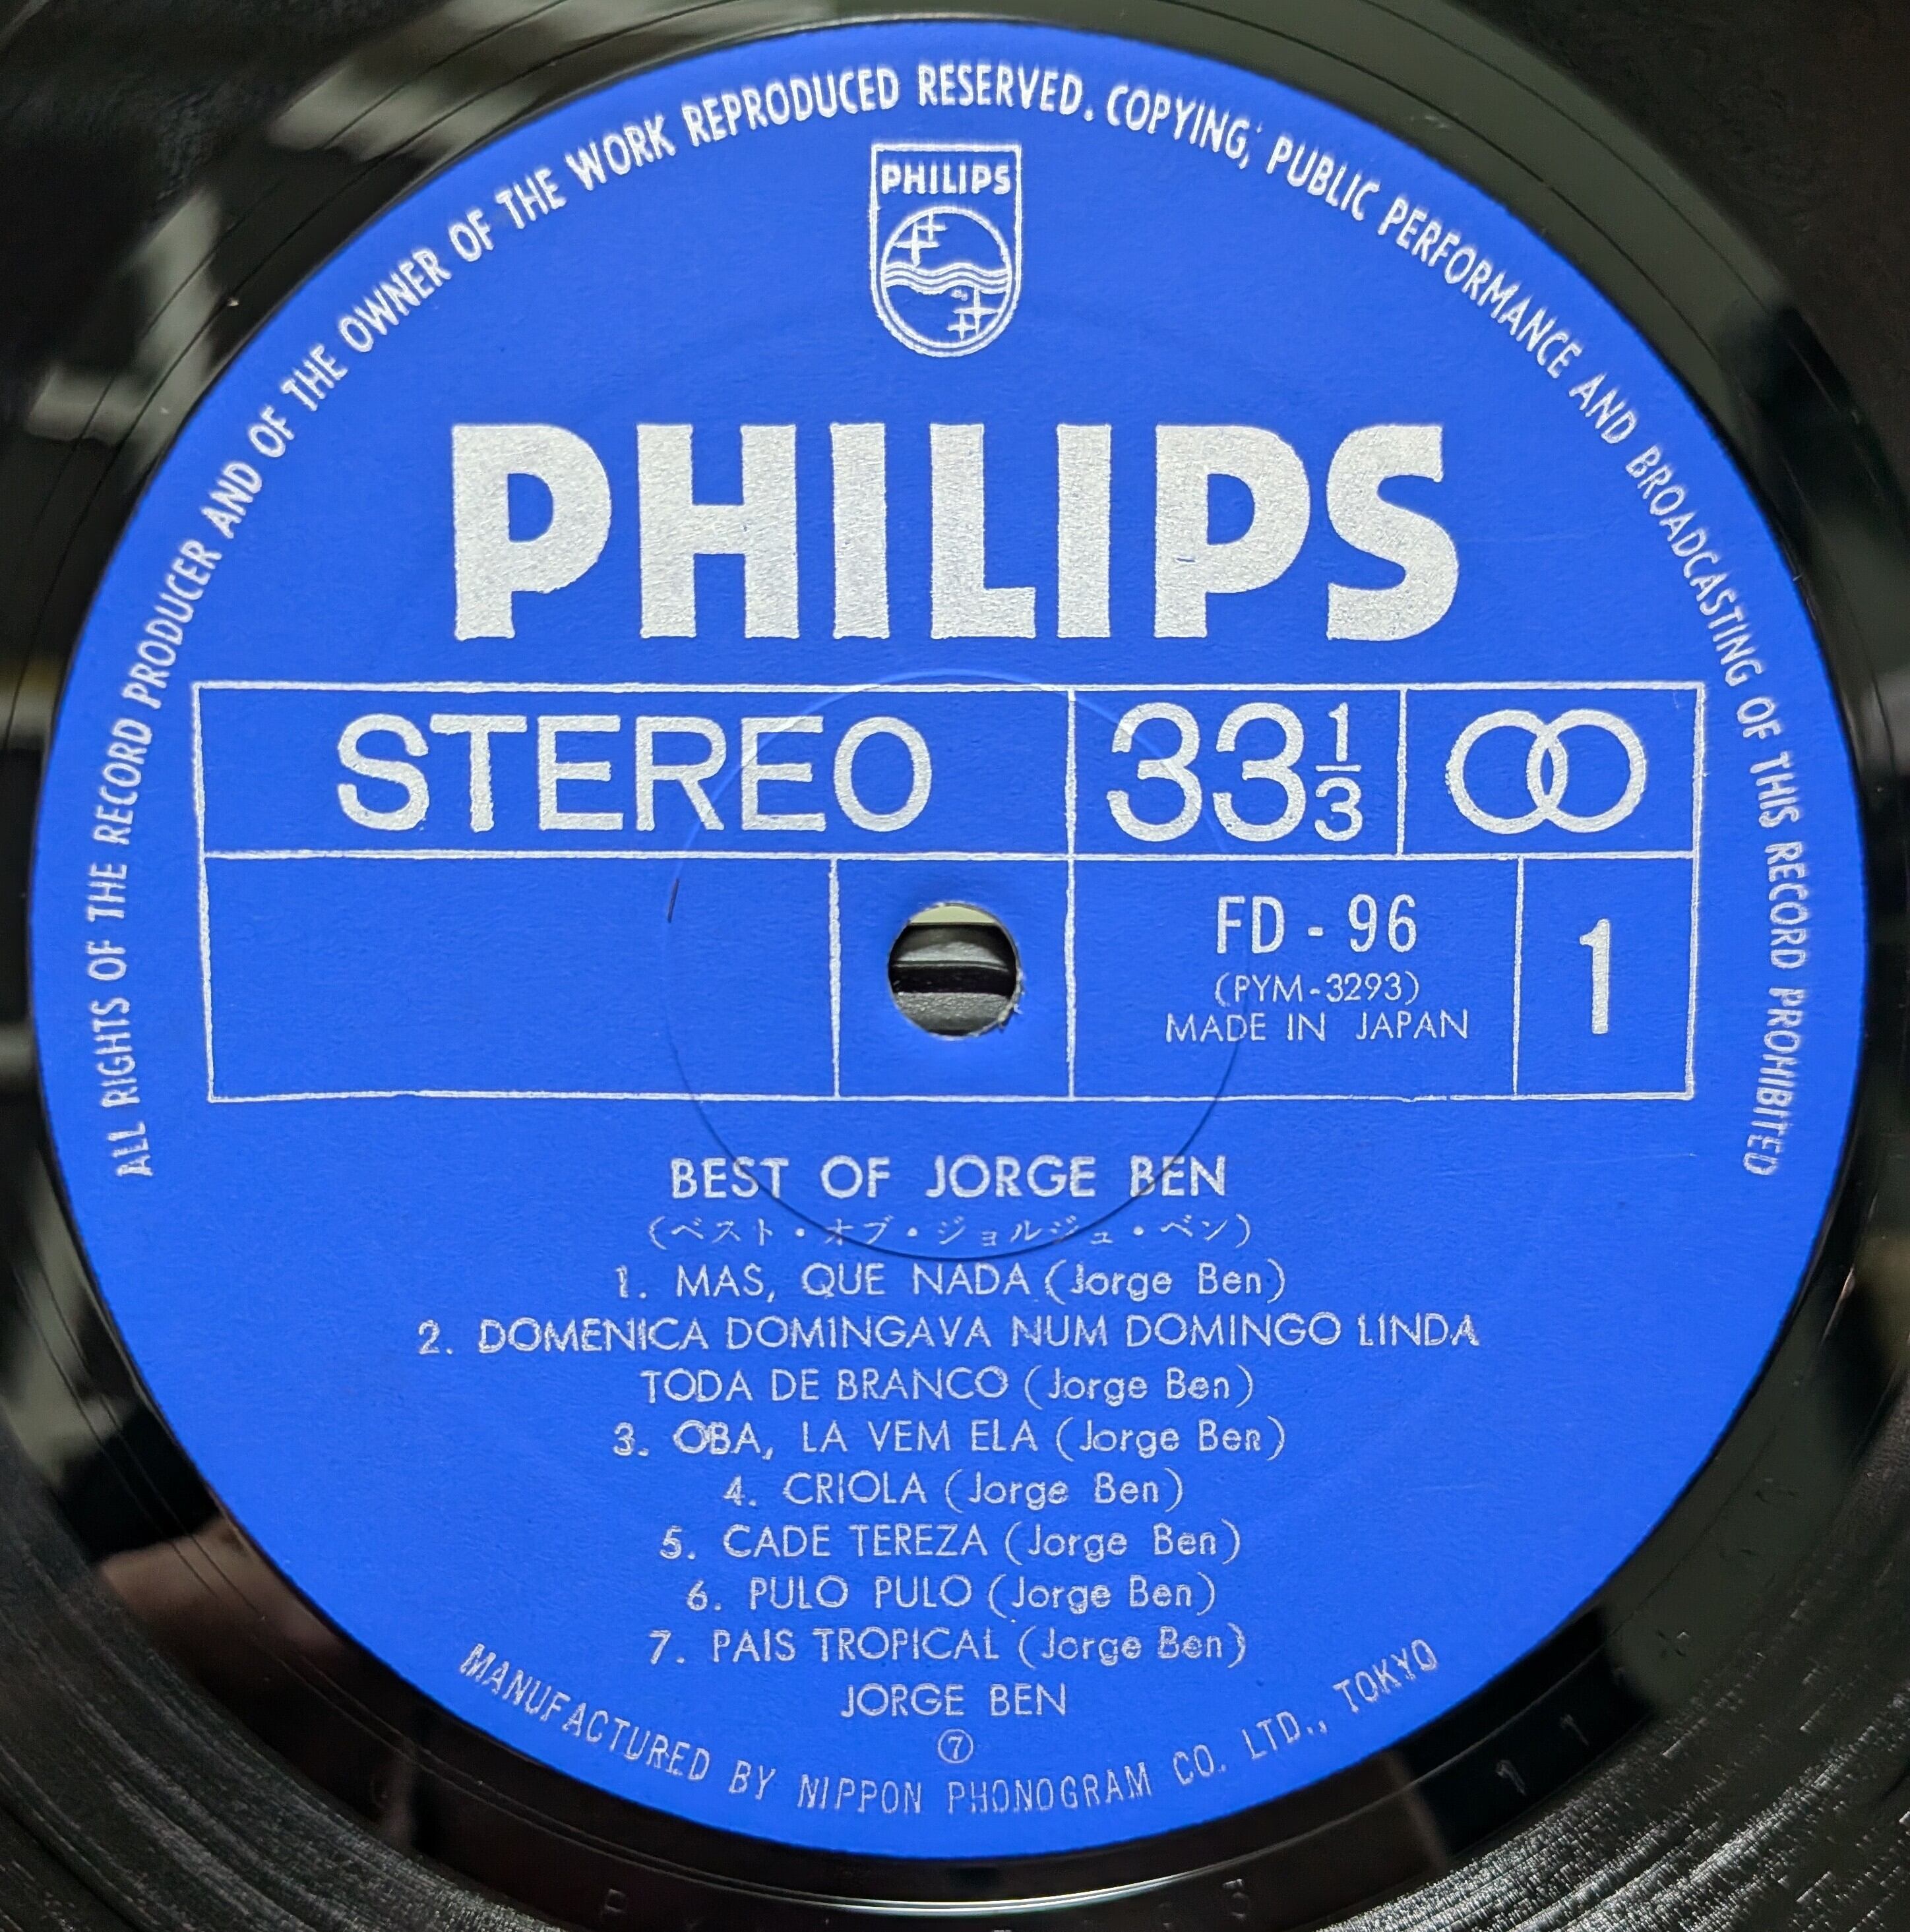 ALL RIGHTS OF THE RECORD PRODUCER AND OF THE OWNER OF THE WORK REPRODUCED RESERVED. COPYING, PUBLIC PERFORMANCE AND BROADCASTING OF THIS RECORD PROHIBITED
PHILIPS
PHILIPS
STEREO
33 1/3
FD - 96
(PYM-3293)
MADE IN JAPAN
1
BEST OF JORGE BEN
(ベスト・オブ・ジョルジュ・ベン)
1. MAS, QUE NADA (Jorge Ben)
2. DOMENICA DOMINGAVA NUM DOMINGO LINDA
TODA DE BRANCO (Jorge Ben)
3. OBA, LA VEM ELA (Jorge Ben)
4. CRIOLA (Jorge Ben)
5. CADE TEREZA (Jorge Ben)
6. PULO PULO (Jorge Ben)
7. PAIS TROPICAL (Jorge Ben)
JORGE BEN
⑦
MANUFACTURED BY NIPPON PHONOGRAM CO. LTD., TOKYO